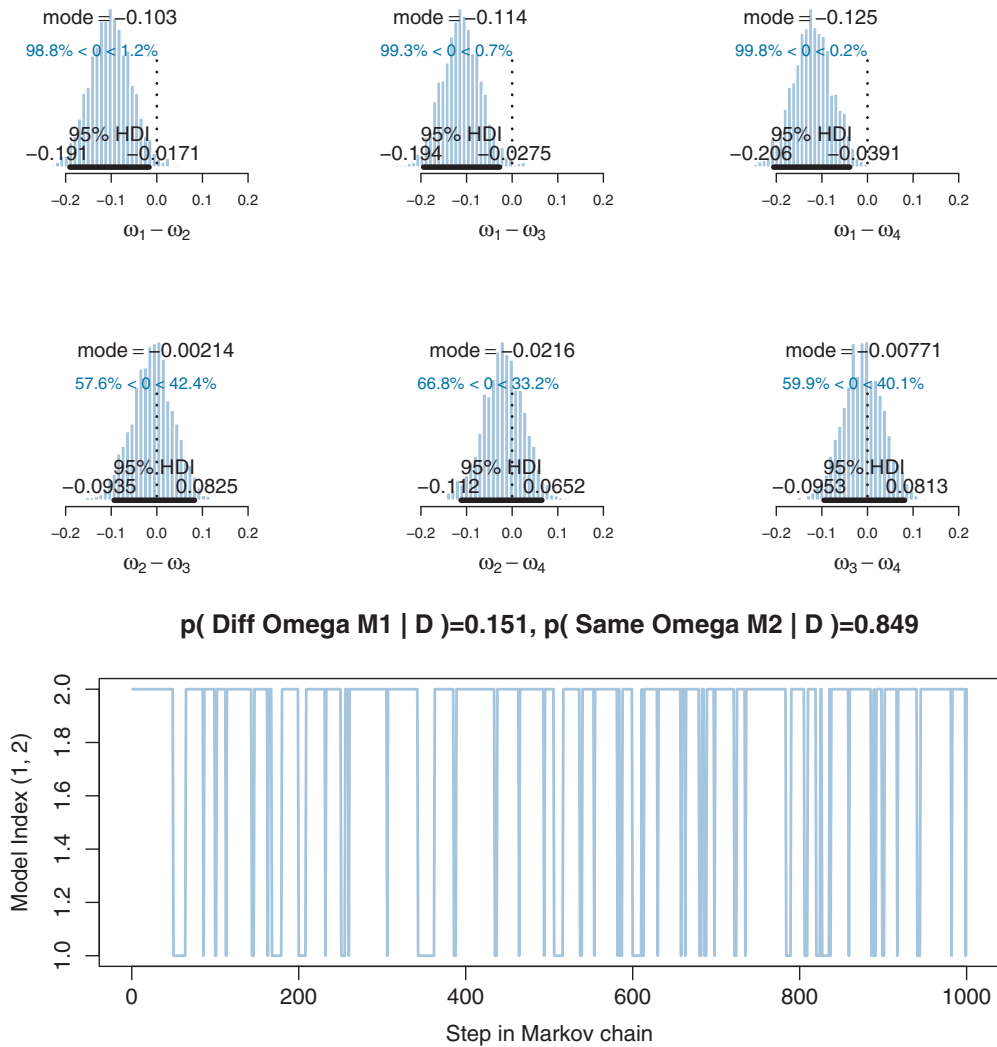 mode = −0.103 mode = −0.114 mode = −0.125
98.8% < 0 < 1.2% 99.3% < 0 < 0.7% 99.8% < 0 < 0.2%
95% HDI 95% HDI 95% HDI
−0.191 −0.0171 −0.194 −0.0275 −0.206 −0.0391
−0.2 −0.1 0.0 0.1 0.2 −0.2 −0.1 0.0 0.1 0.2 −0.2 −0.1 0.0 0.1 0.2
ω1 − ω2 ω1 − ω3 ω1 − ω4
mode = −0.00214 mode = −0.0216 mode = −0.00771
57.6% < 0 < 42.4% 66.8% < 0 < 33.2% 59.9% < 0 < 40.1%
95% HDI 95% HDI 95% HDI
−0.0935 0.0825 −0.112 0.0652 −0.0953 0.0813
−0.2 −0.1 0.0 0.1 0.2 −0.2 −0.1 0.0 0.1 0.2 −0.2 −0.1 0.0 0.1 0.2
ω2 − ω3 ω2 − ω4 ω3 − ω4
p( Diff Omega M1 | D )=0.151, p( Same Omega M2 | D )=0.849
Model Index (1, 2)
2.0
1.8
1.6
1.4
1.2
1.0
0 200 400 600 800 1000
Step in Markov chain